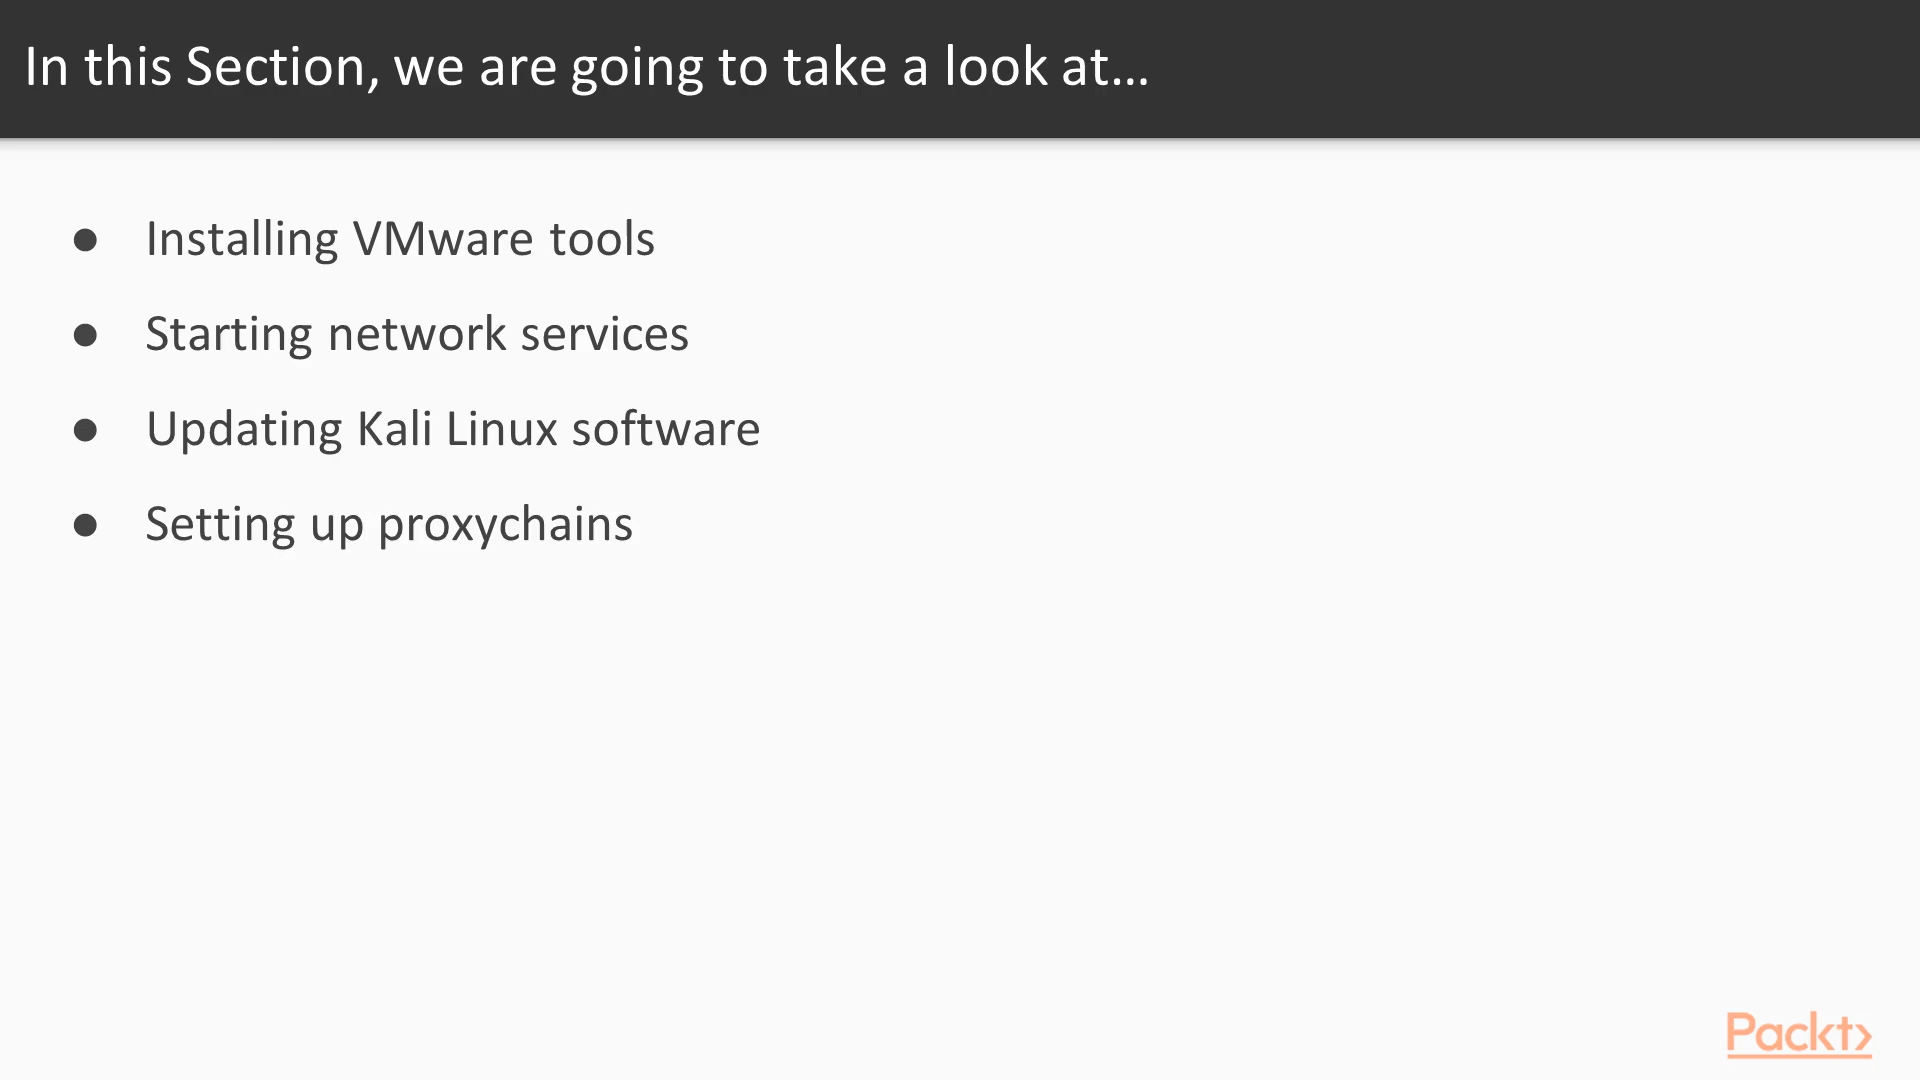 In this Section, we are going to take a look at...
● Installing VMware tools
● Starting network services
● Updating Kali Linux software
● Setting up proxychains
Packt>